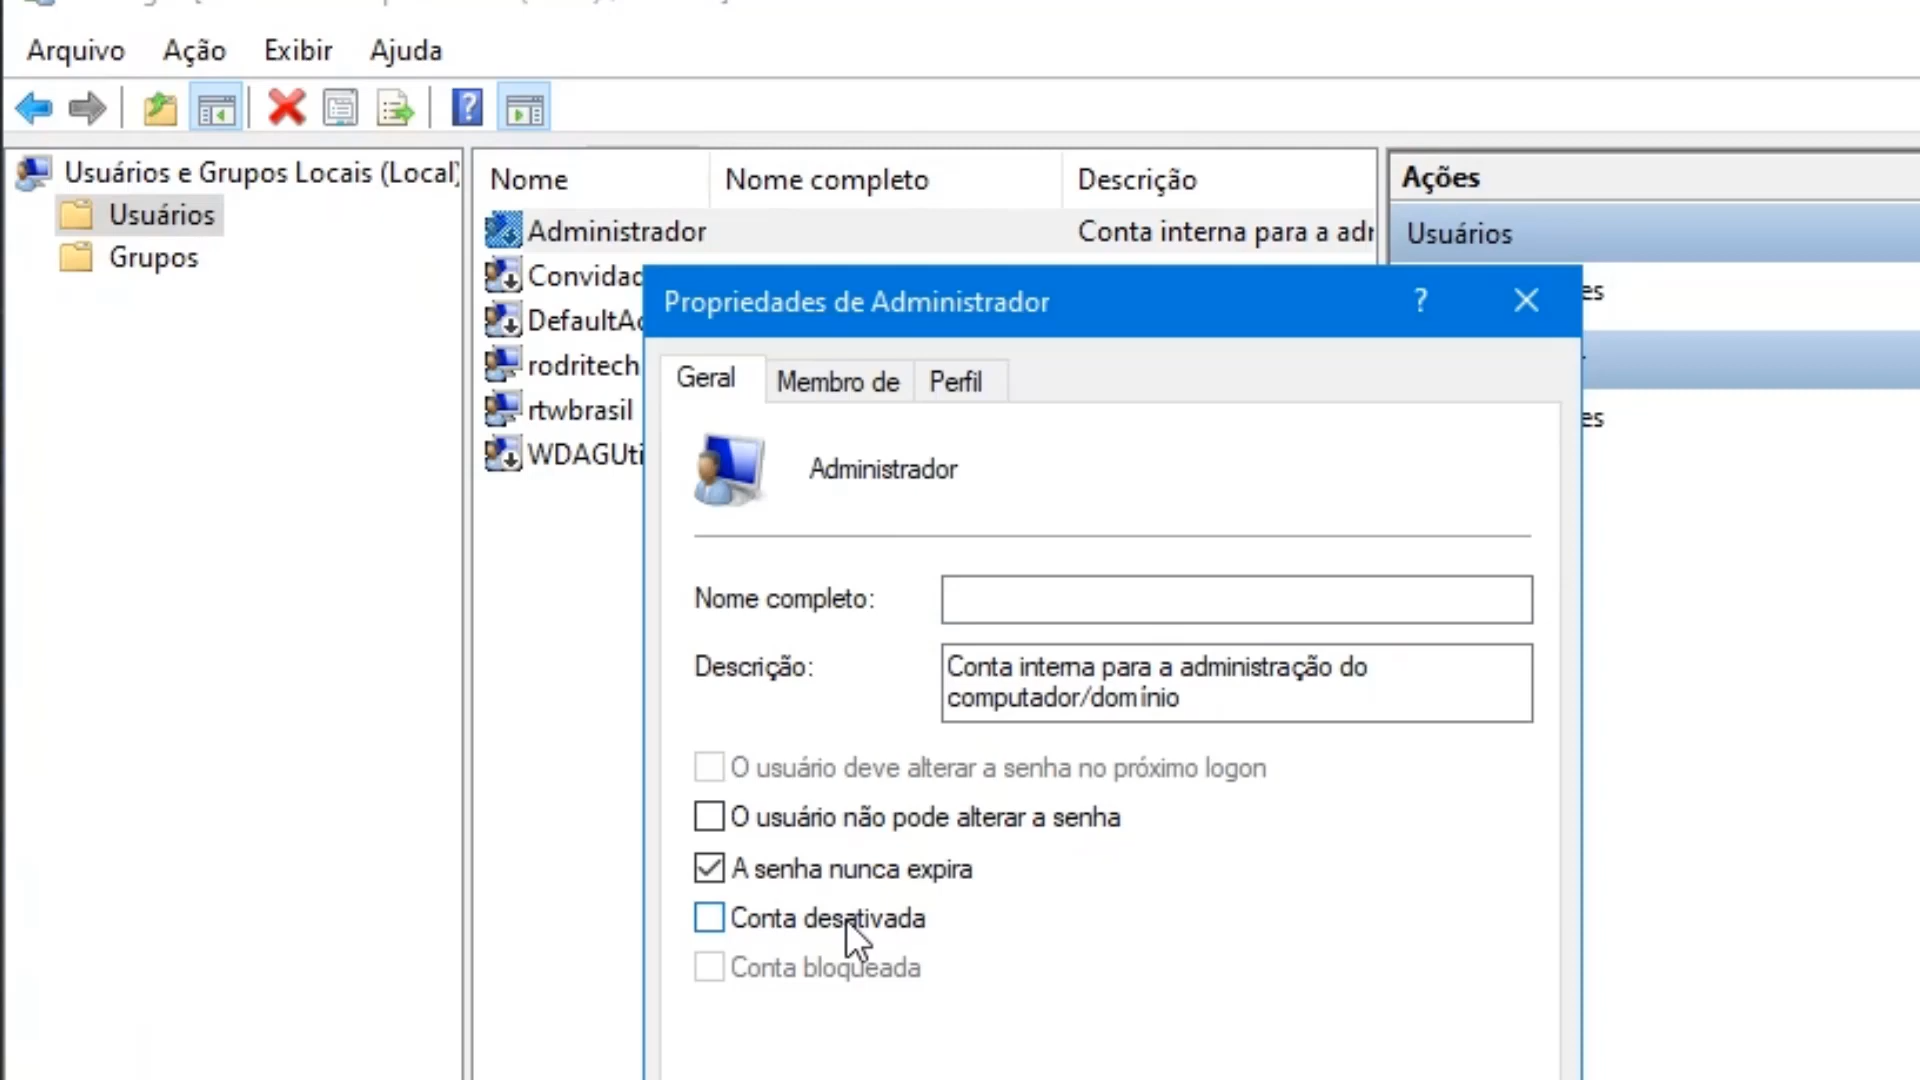 Arquivo Ação Exibir Ajuda
Usuários e Grupos Locais (Local)
Usuários
Grupos
Nome Nome completo Descrição
Administrador Conta interna para a adr
Convidad
DefaultAc
rodritech
rtwbrasil
WDAGUti
Ações
Usuários
es
es
Propriedades de Administrador ?
Geral Membro de Perfil
Administrador
Nome completo:
Descrição: Conta interna para a administração do
computador/domínio
O usuário deve alterar a senha no próximo logon
O usuário não pode alterar a senha
A senha nunca expira
Conta desativada
Conta bloqueada